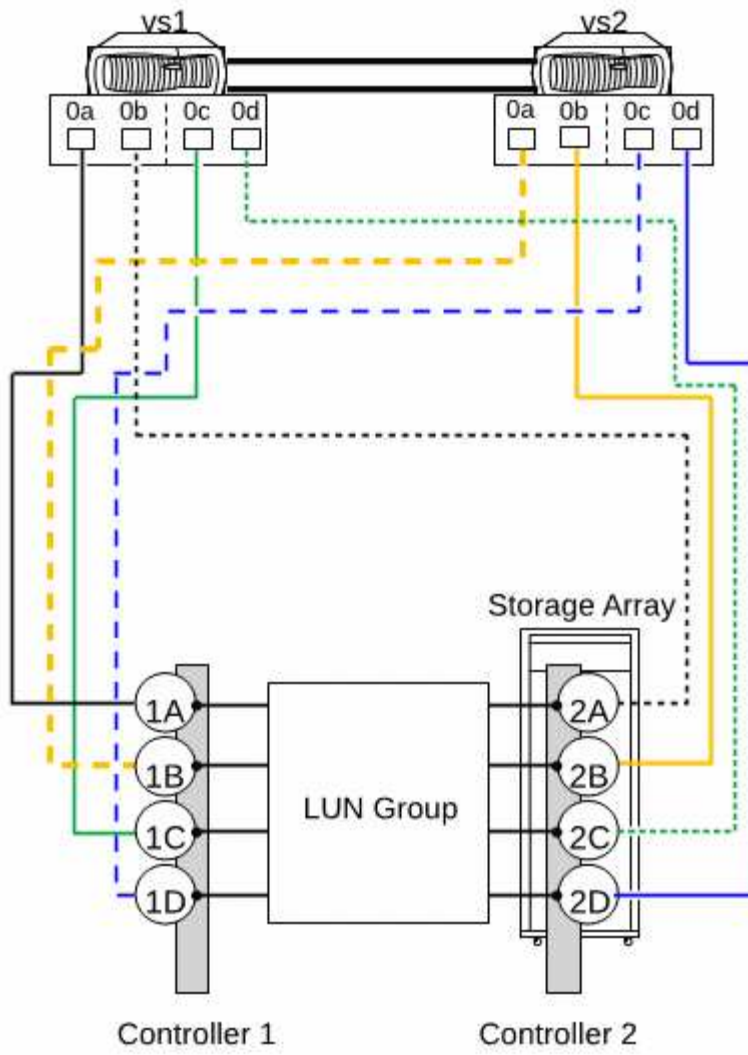 vs1 vs2
0a 0b 0c 0d 0a 0b 0c 0d
Storage Array
1A 2A
1B 2B
LUN Group
1C 2C
1D 2D
Controller 1 Controller 2